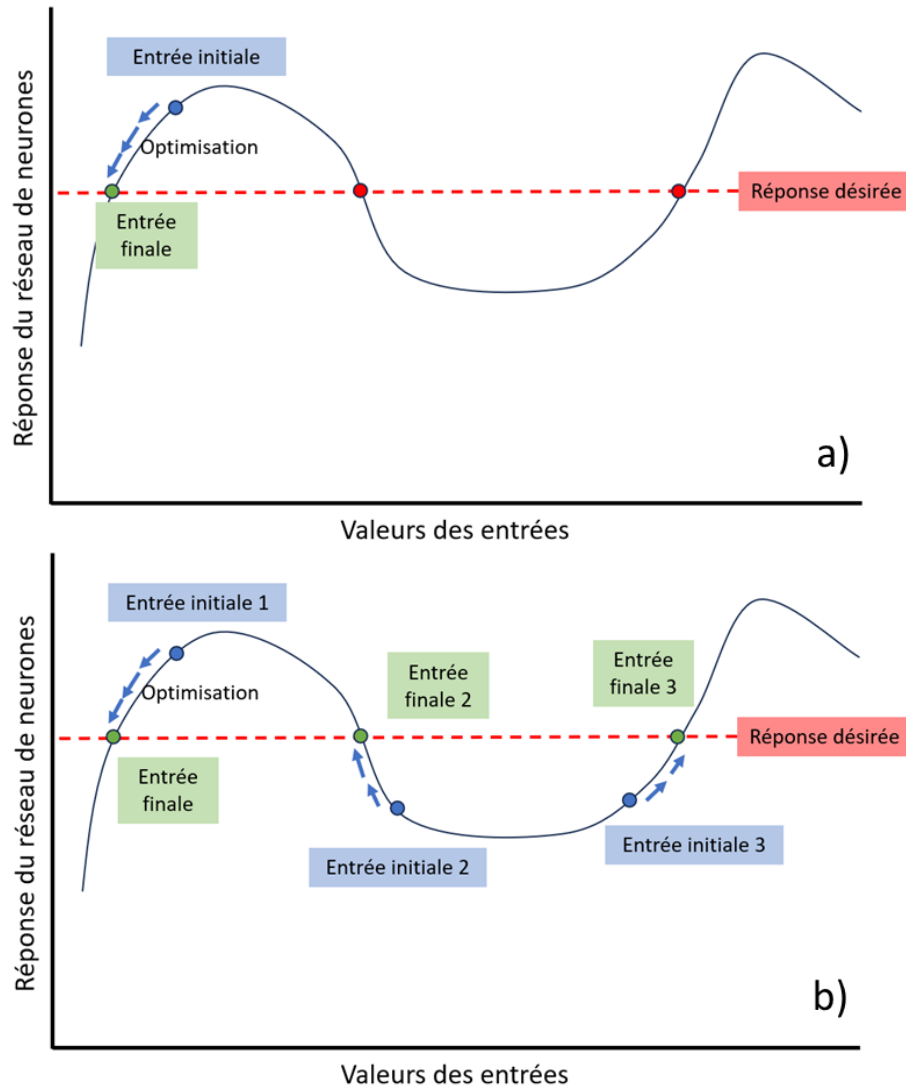 Entrée initiale
Optimisation
Réponse désirée
Entrée
finale
Réponse du réseau de neurones
a)
Valeurs des entrées
Entrée initiale 1
Optimisation
Entrée
finale 2
Entrée
finale 3
Réponse désirée
Entrée
finale
Entrée initiale 2
Entrée initiale 3
Réponse du réseau de neurones
b)
Valeurs des entrées